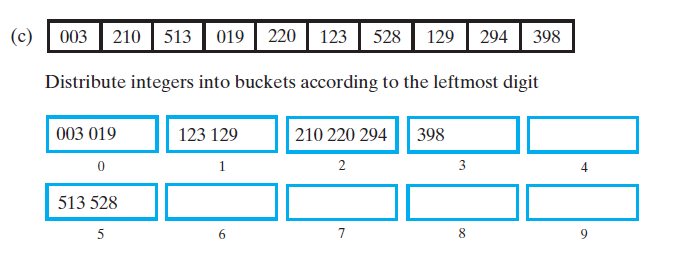 (c) 003 210 513 019 220 123 528 129 294 398
Distribute integers into buckets according to the leftmost digit
003 019 123 129 210 220 294 398
0 1 2 3 4
513 528
5 6 7 8 9